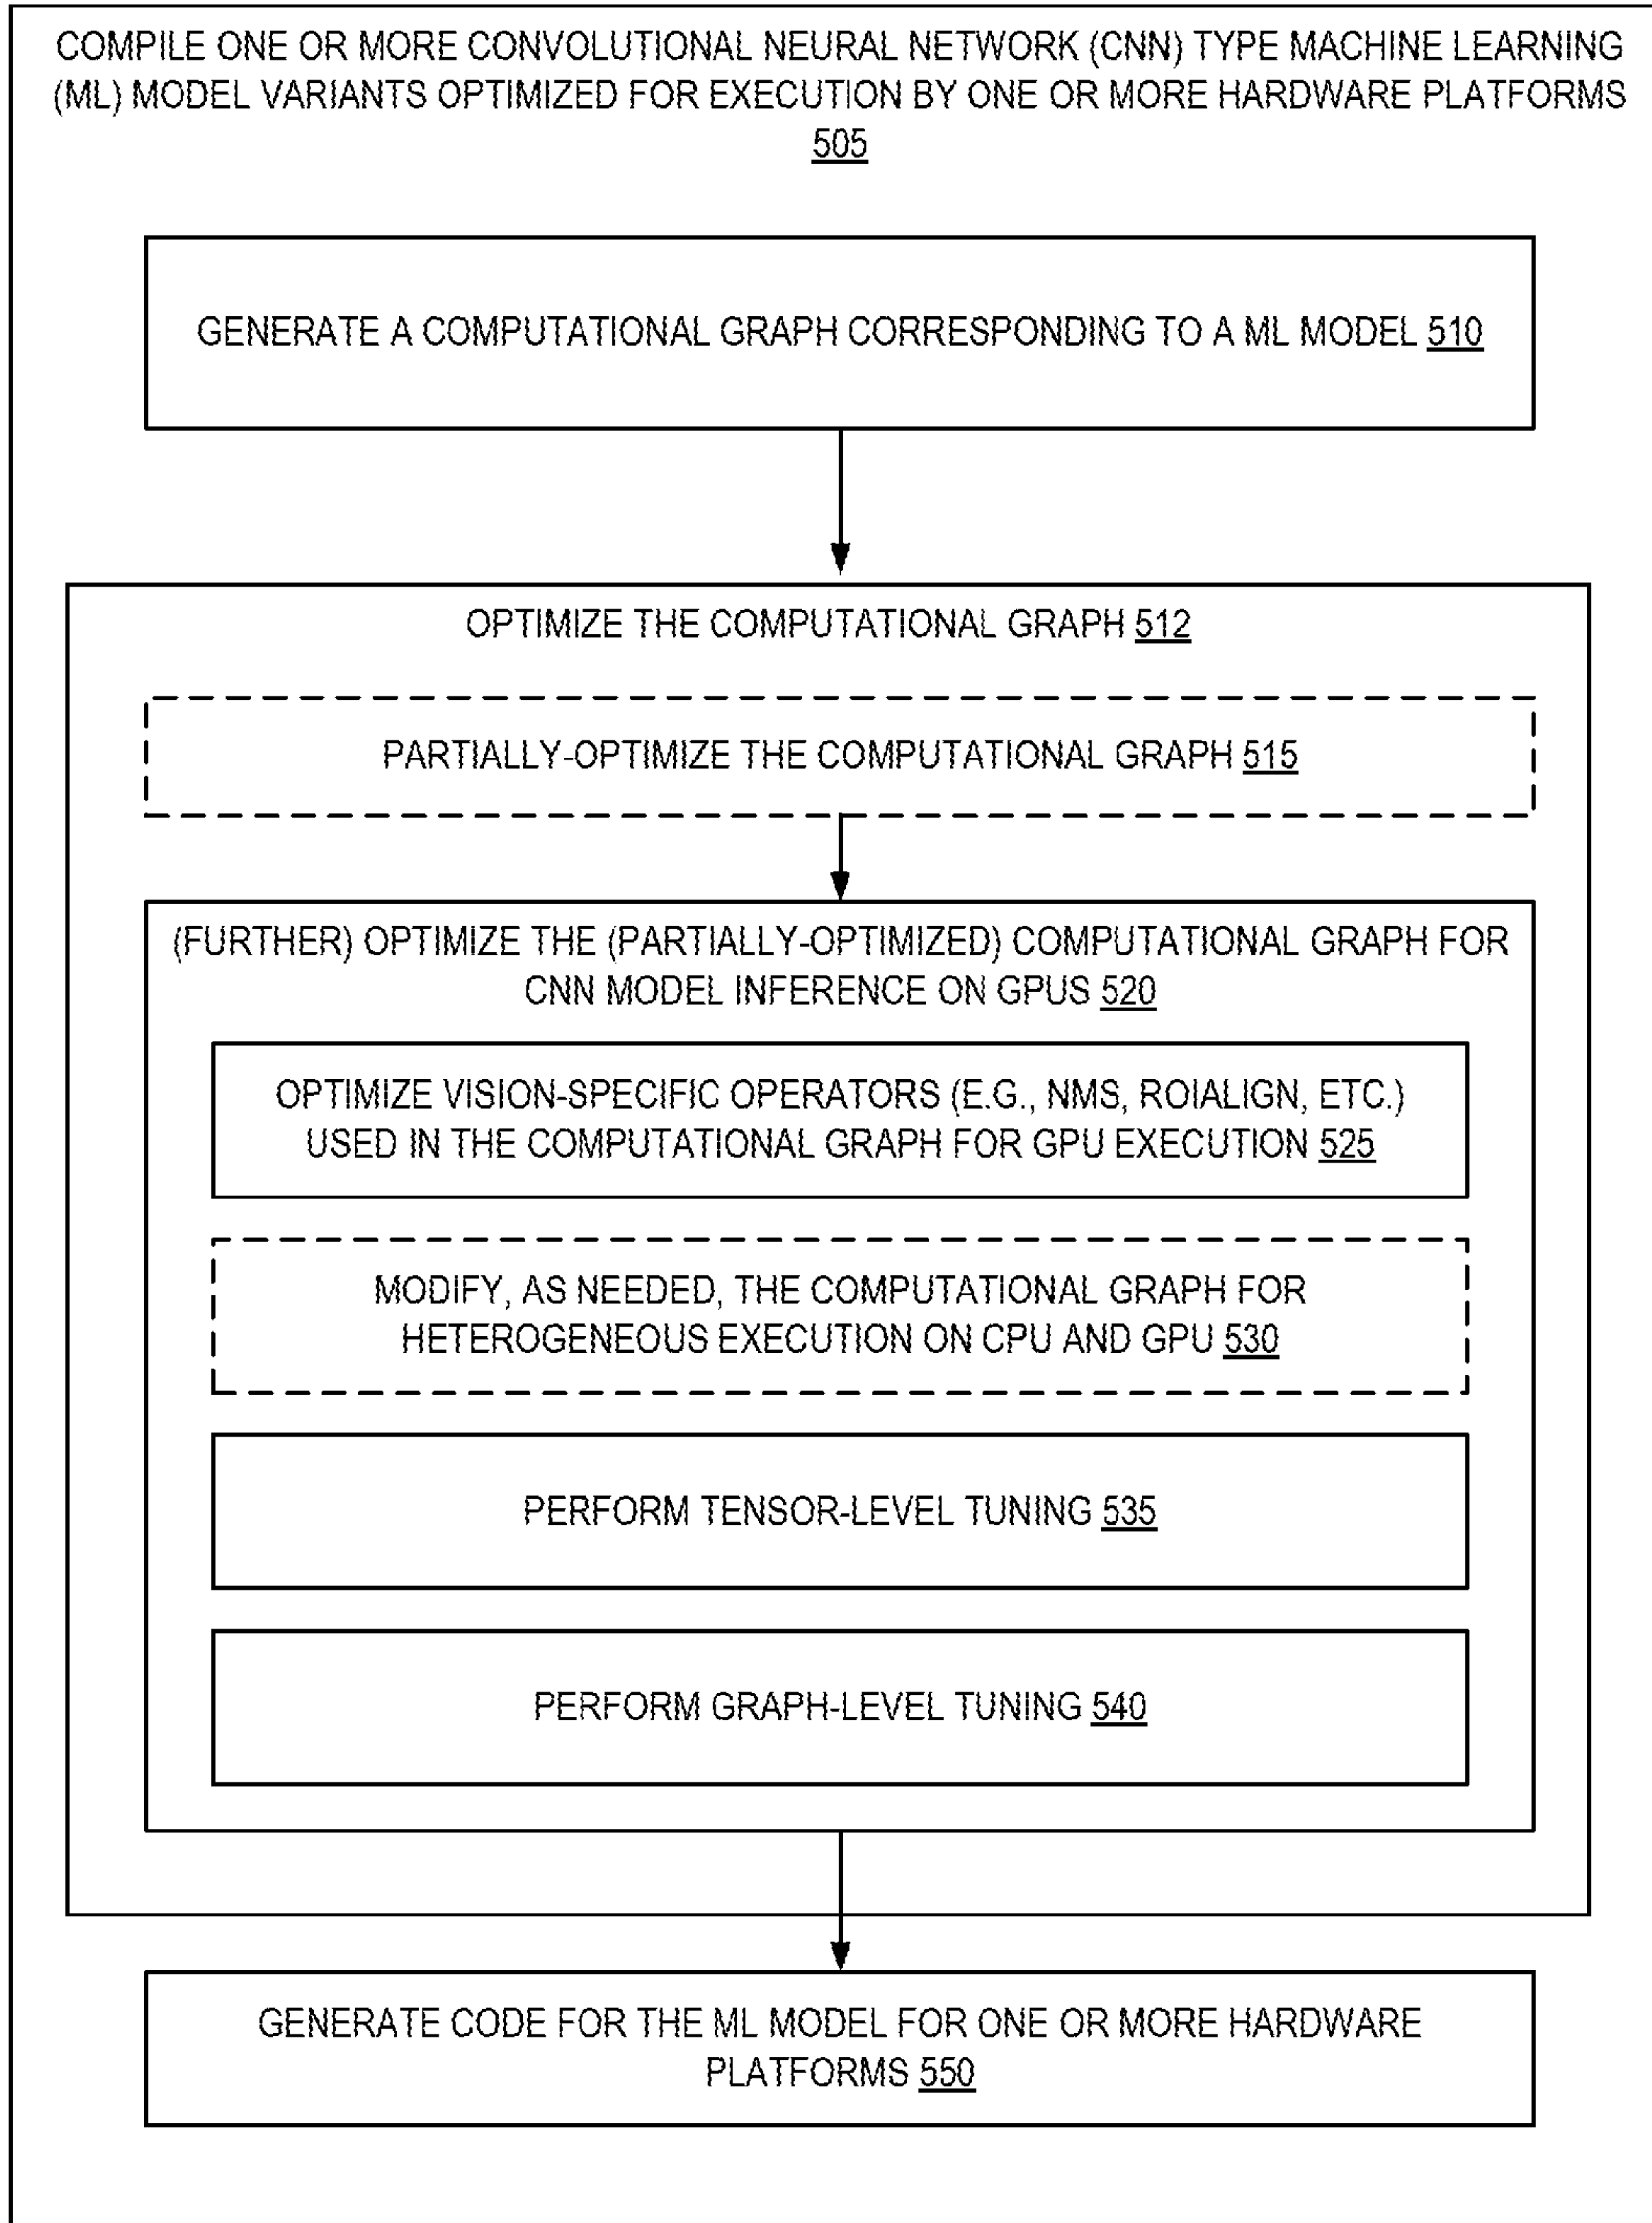 COMPILE ONE OR MORE CONVOLUTIONAL NEURAL NETWORK (CNN) TYPE MACHINE LEARNING
(ML) MODEL VARIANTS OPTIMIZED FOR EXECUTION BY ONE OR MORE HARDWARE PLATFORMS
505
GENERATE A COMPUTATIONAL GRAPH CORRESPONDING TO A ML MODEL 510
OPTIMIZE THE COMPUTATIONAL GRAPH 512
PARTIALLY-OPTIMIZE THE COMPUTATIONAL GRAPH 515
(FURTHER) OPTIMIZE THE (PARTIALLY-OPTIMIZED) COMPUTATIONAL GRAPH FOR
CNN MODEL INFERENCE ON GPUS 520
OPTIMIZE VISION-SPECIFIC OPERATORS (E.G., NMS, ROIALIGN, ETC.)
USED IN THE COMPUTATIONAL GRAPH FOR GPU EXECUTION 525
MODIFY, AS NEEDED, THE COMPUTATIONAL GRAPH FOR
HETEROGENEOUS EXECUTION ON CPU AND GPU 530
PERFORM TENSOR-LEVEL TUNING 535
PERFORM GRAPH-LEVEL TUNING 540
GENERATE CODE FOR THE ML MODEL FOR ONE OR MORE HARDWARE
PLATFORMS 550